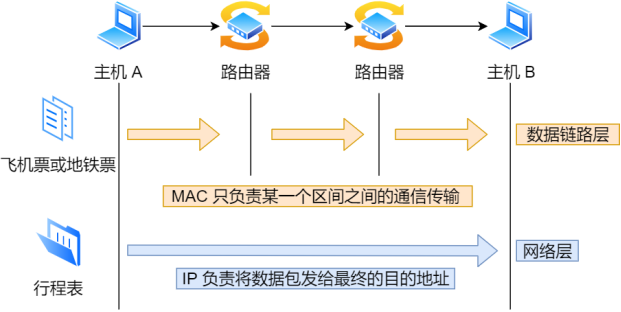 主机 A
路由器
路由器
主机 B
飞机票或地铁票
数据链路层
MAC 只负责某一个区间之间的通信传输
行程表
网络层
IP 负责将数据包发给最终的目的地址